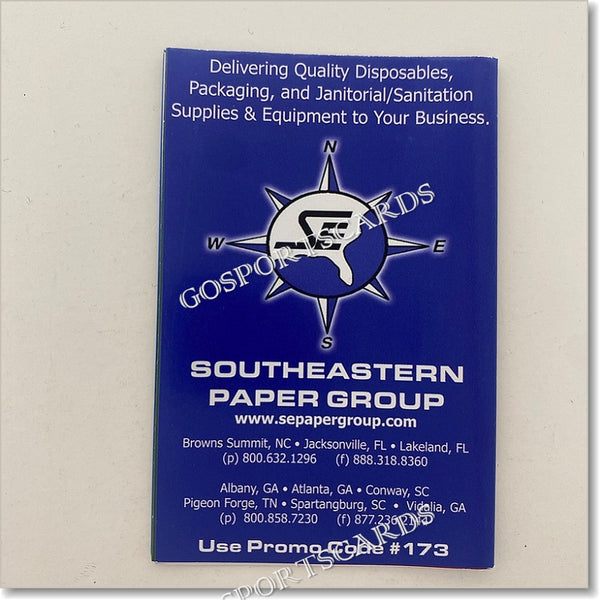 Delivering Quality Disposables,
Packaging, and Janitorial/Sanitation
Supplies & Equipment to Your Business.
N
SE
W E
GOSPORTSCARDS
S
SOUTHEASTERN
PAPER GROUP
www.sepapergroup.com
Browns Summit, NC • Jacksonville, FL • Lakeland, FL
(p) 800.632.1296 (f) 888.318.8360
Albany, GA • Atlanta, GA • Conway, SC
Pigeon Forge, TN • Spartanburg, SC • Vidalia, GA
(p) 800.858.7230 (f)
Use Promo Code #173
GOSPORTSCARDS